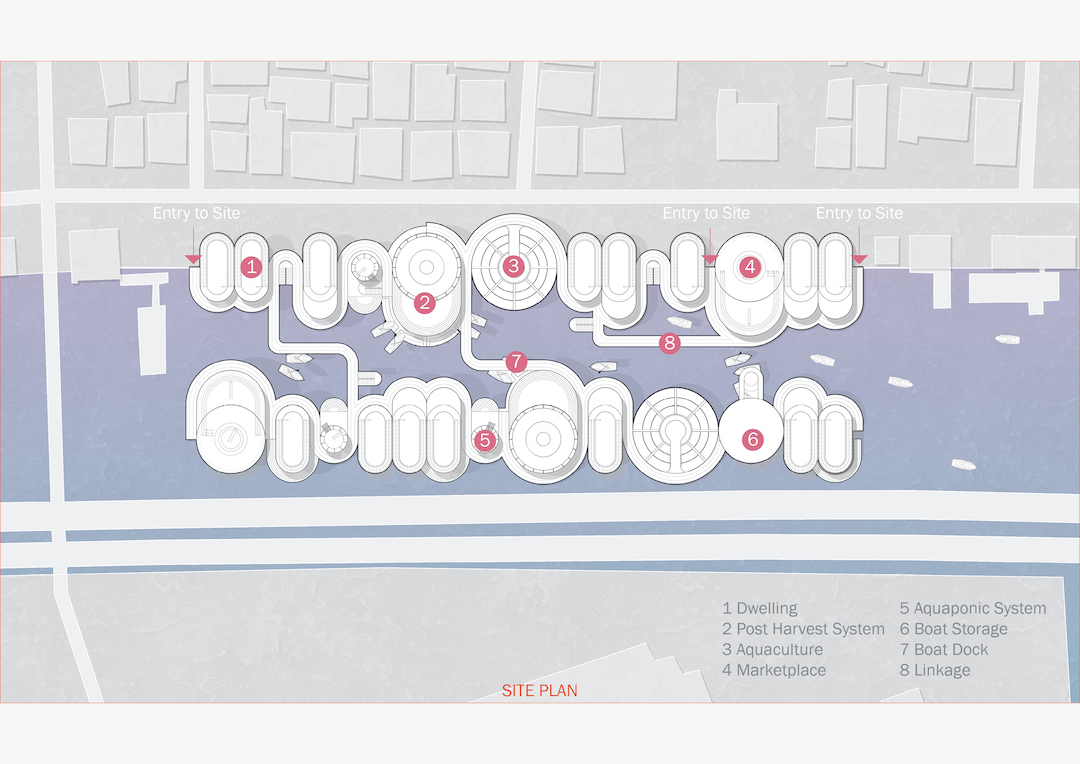 Entry to Site
Entry to Site
Entry to Site
1
2
3
4
8
7
5
6
1 Dwelling
2 Post Harvest System
3 Aquaculture
4 Marketplace
5 Aquaponic System
6 Boat Storage
7 Boat Dock
8 Linkage
SITE PLAN